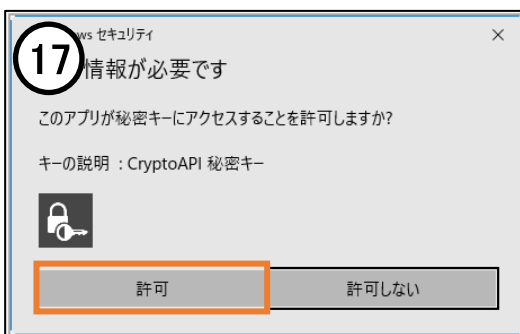 ws セキュリティ
17
情報が必要です
このアプリが秘密キーにアクセスすることを許可しますか?
キーの説明 : CryptoAPI 秘密キー
許可
許可しない